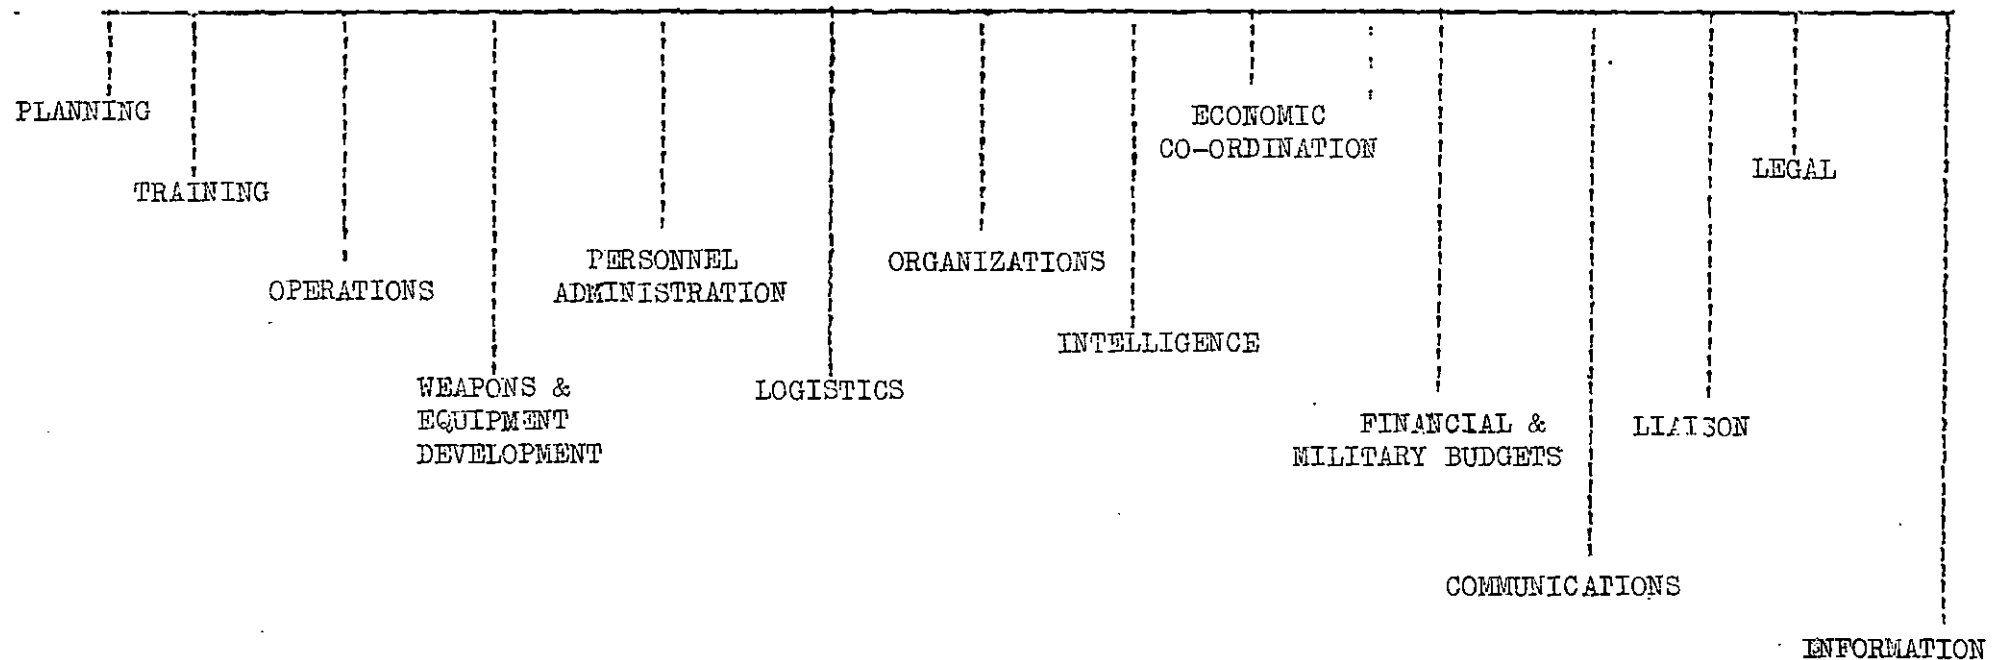 PLANNING
TRAINING
OPERATIONS
WEAPONS &
EQUIPMENT
DEVELOPMENT
PERSONNEL
ADMINISTRATION
LOGISTICS
ORGANIZATIONS
INTELLIGENCE
ECONOMIC
CO-ORDINATION
FINANCIAL &
MILITARY BUDGETS
COMMUNICATIONS
LIAISON
LEGAL
INFORMATION